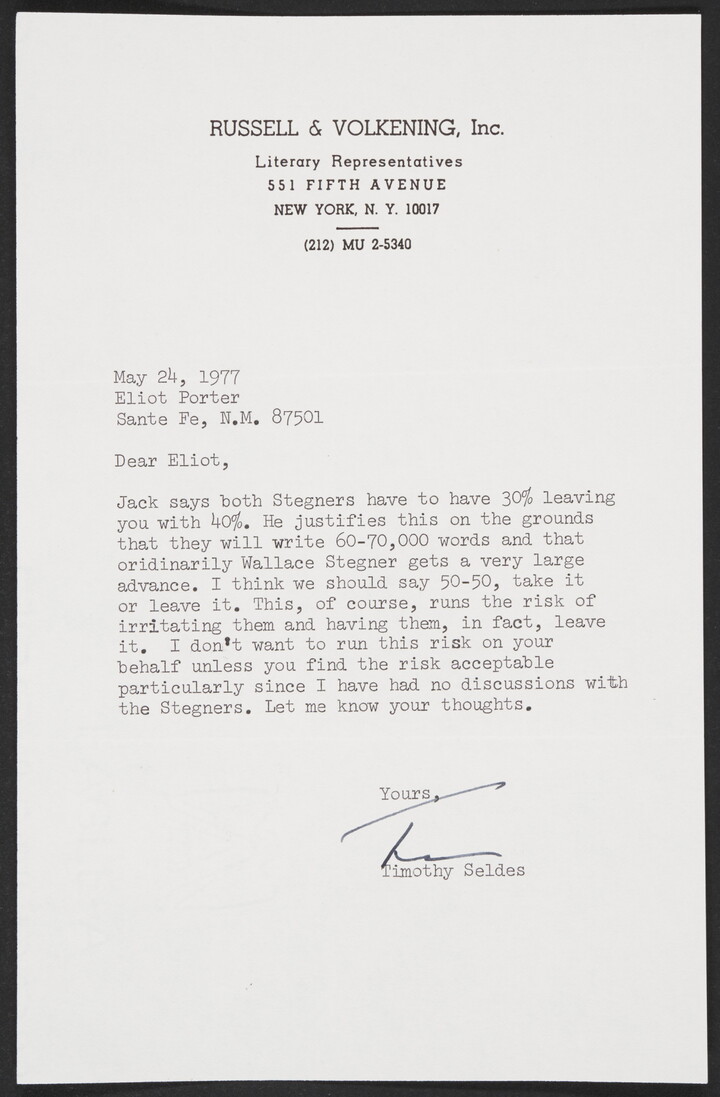 RUSSELL & VOLKENING, Inc.
Literary Representatives
551 FIFTH AVENUE
NEW YORK, N. Y. 10017
(212) MU 2-5340
May 24, 1977
Eliot Porter
Sante Fe, N.M. 87501
Dear Eliot,
Jack says both Stegners have to have 30% leaving
you with 40%. He justifies this on the grounds
that they will write 60-70,000 words and that
oridinarily Wallace Stegner gets a very large
advance. I think we should say 50-50, take it
or leave it. This, of course, runs the risk of
irritating them and having them, in fact, leave
it. I don't want to run this risk on your
behalf unless you find the risk acceptable
particularly since I have had no discussions with
the Stegners. Let me know your thoughts.
Yours,
Timothy Seldes